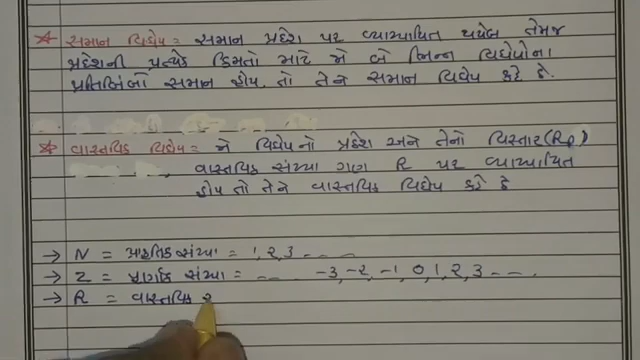 ★ સમાન વિધેય = સમાન પ્રદેશ પર વ્યાખ્યાયિત થયેલ તેમજ
પ્રદેશની પ્રત્યેક કિંમતો માટે જો બે ભિન્ન વિધેયોના
પ્રતિબિંબો સમાન હોય, તો તેને સમાન વિધેય કહે છે.
★ વાસ્તવિક વિધેય = જો વિધેયનો પ્રદેશ અને તેનો વિસ્તાર(Rf)
વાસ્તવિક સંખ્યા ગણ R પર વ્યાખ્યાયિત
હોય તો તેને વાસ્તવિક વિધેય કહે છે
→ N = પ્રાકૃતિક સંખ્યા = 1, 2, 3 - - - -
→ Z = પૂર્ણાંક સંખ્યા = - - - - -3, -2, -1, 0, 1, 2, 3 - - - .
→ R = વાસ્તવિક